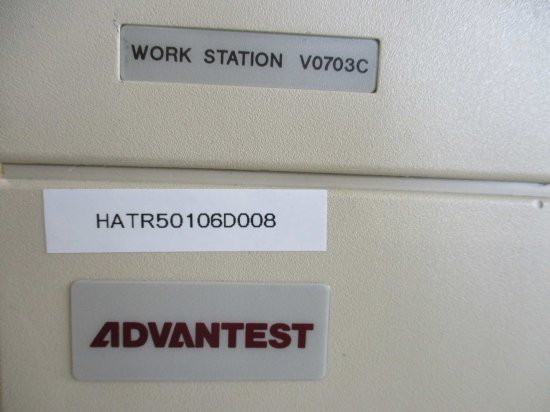 WORK STATION V0703C
HATR50106D008
ADVANTEST